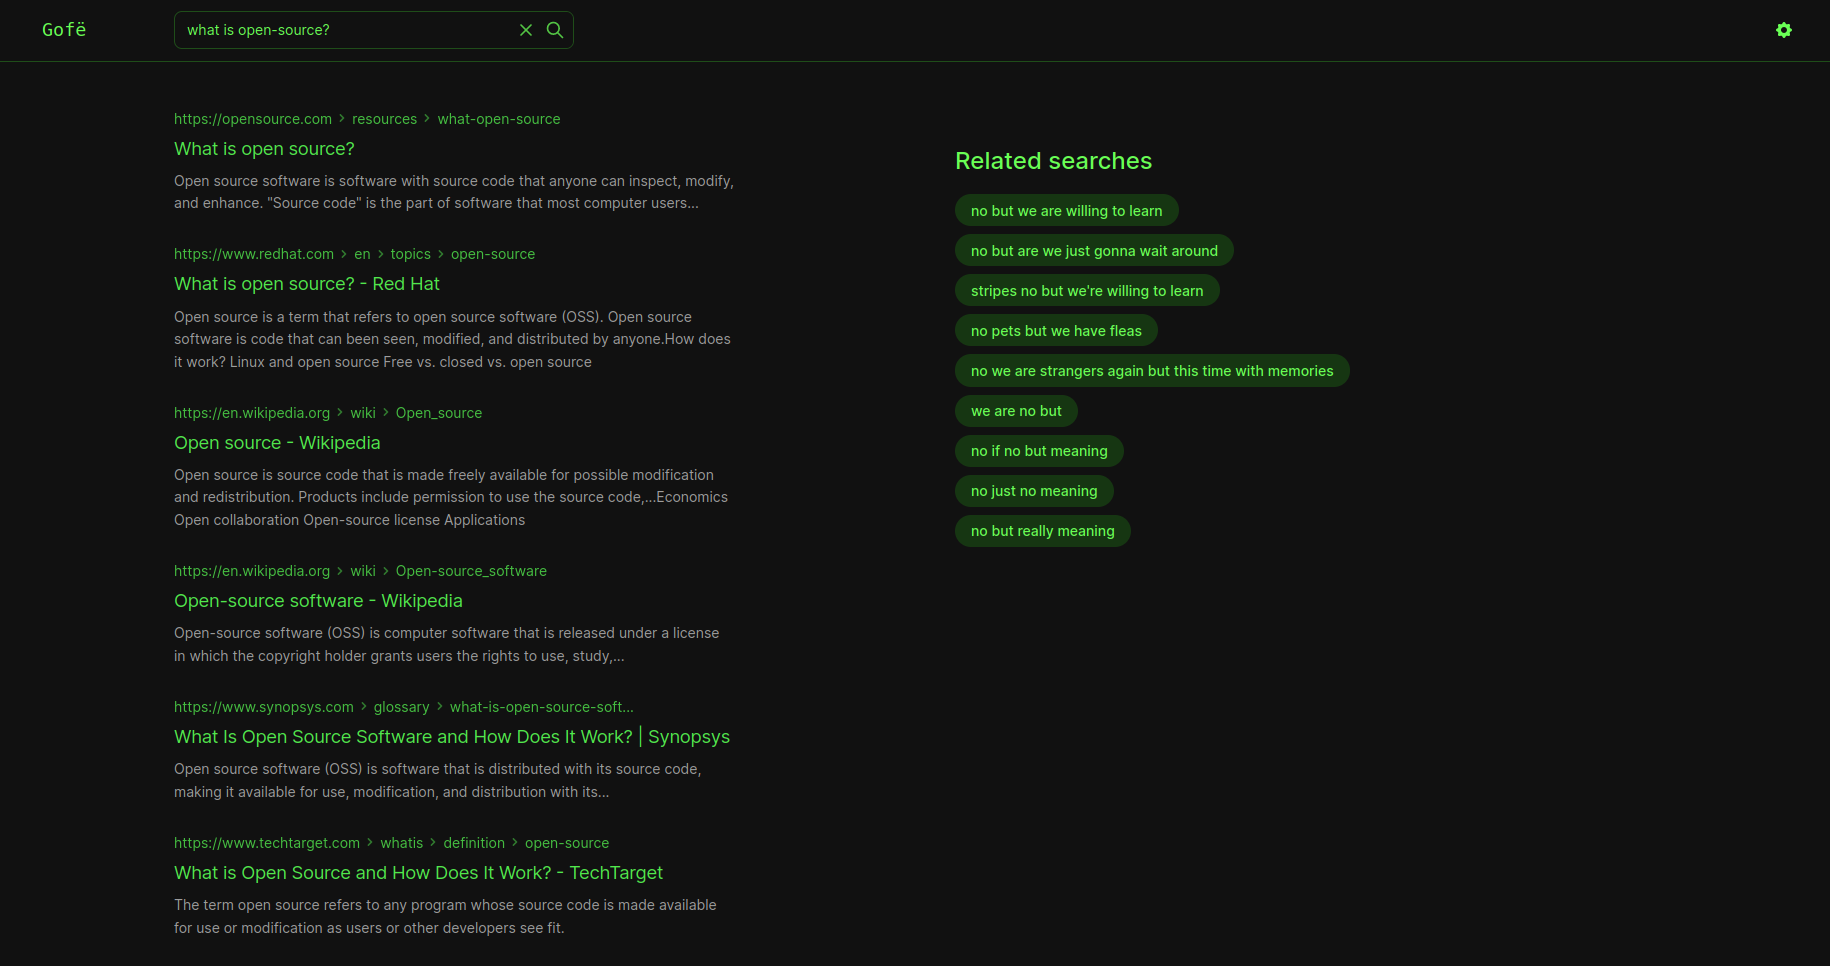 Gofë
what is open-source?
https://opensource.com › resources › what-open-source
What is open source?
Open source software is software with source code that anyone can inspect, modify,
and enhance. "Source code" is the part of software that most computer users...
https://www.redhat.com › en › topics › open-source
What is open source? - Red Hat
Open source is a term that refers to open source software (OSS). Open source
software is code that can been seen, modified, and distributed by anyone.How does
it work? Linux and open source Free vs. closed vs. open source
https://en.wikipedia.org › wiki › Open_source
Open source - Wikipedia
Open source is source code that is made freely available for possible modification
and redistribution. Products include permission to use the source code,...Economics
Open collaboration Open-source license Applications
https://en.wikipedia.org › wiki › Open-source_software
Open-source software - Wikipedia
Open-source software (OSS) is computer software that is released under a license
in which the copyright holder grants users the rights to use, study,...
https://www.synopsys.com › glossary › what-is-open-source-soft...
What Is Open Source Software and How Does It Work? | Synopsys
Open source software (OSS) is software that is distributed with its source code,
making it available for use, modification, and distribution with its...
https://www.techtarget.com › whatis › definition › open-source
What is Open Source and How Does It Work? - TechTarget
The term open source refers to any program whose source code is made available
for use or modification as users or other developers see fit.
Related searches
no but we are willing to learn
no but are we just gonna wait around
stripes no but we're willing to learn
no pets but we have fleas
no we are strangers again but this time with memories
we are no but
no if no but meaning
no just no meaning
no but really meaning